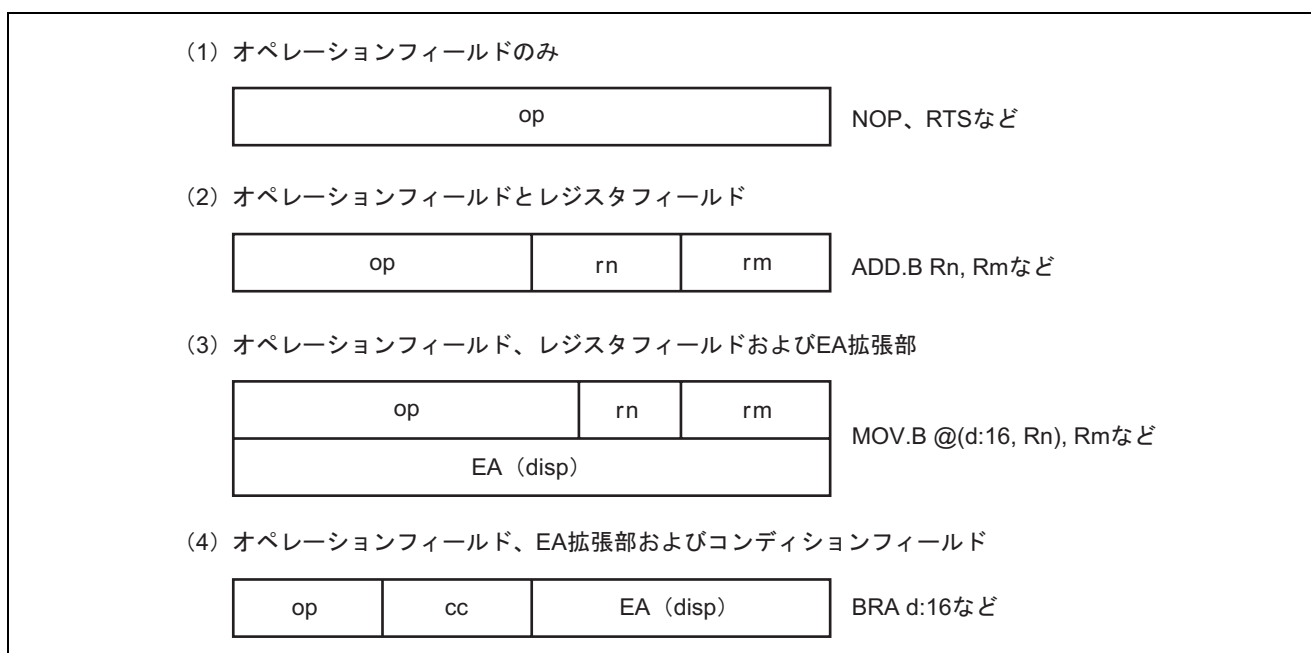 （1）オペレーションフィールドのみ
op
NOP、RTSなど
（2）オペレーションフィールドとレジスタフィールド
op rn rm
ADD.B Rn, Rmなど
（3）オペレーションフィールド、レジスタフィールドおよびEA拡張部
op rn rm
EA（disp）
MOV.B @(d:16, Rn), Rmなど
（4）オペレーションフィールド、EA拡張部およびコンディションフィールド
op cc EA（disp）
BRA d:16など